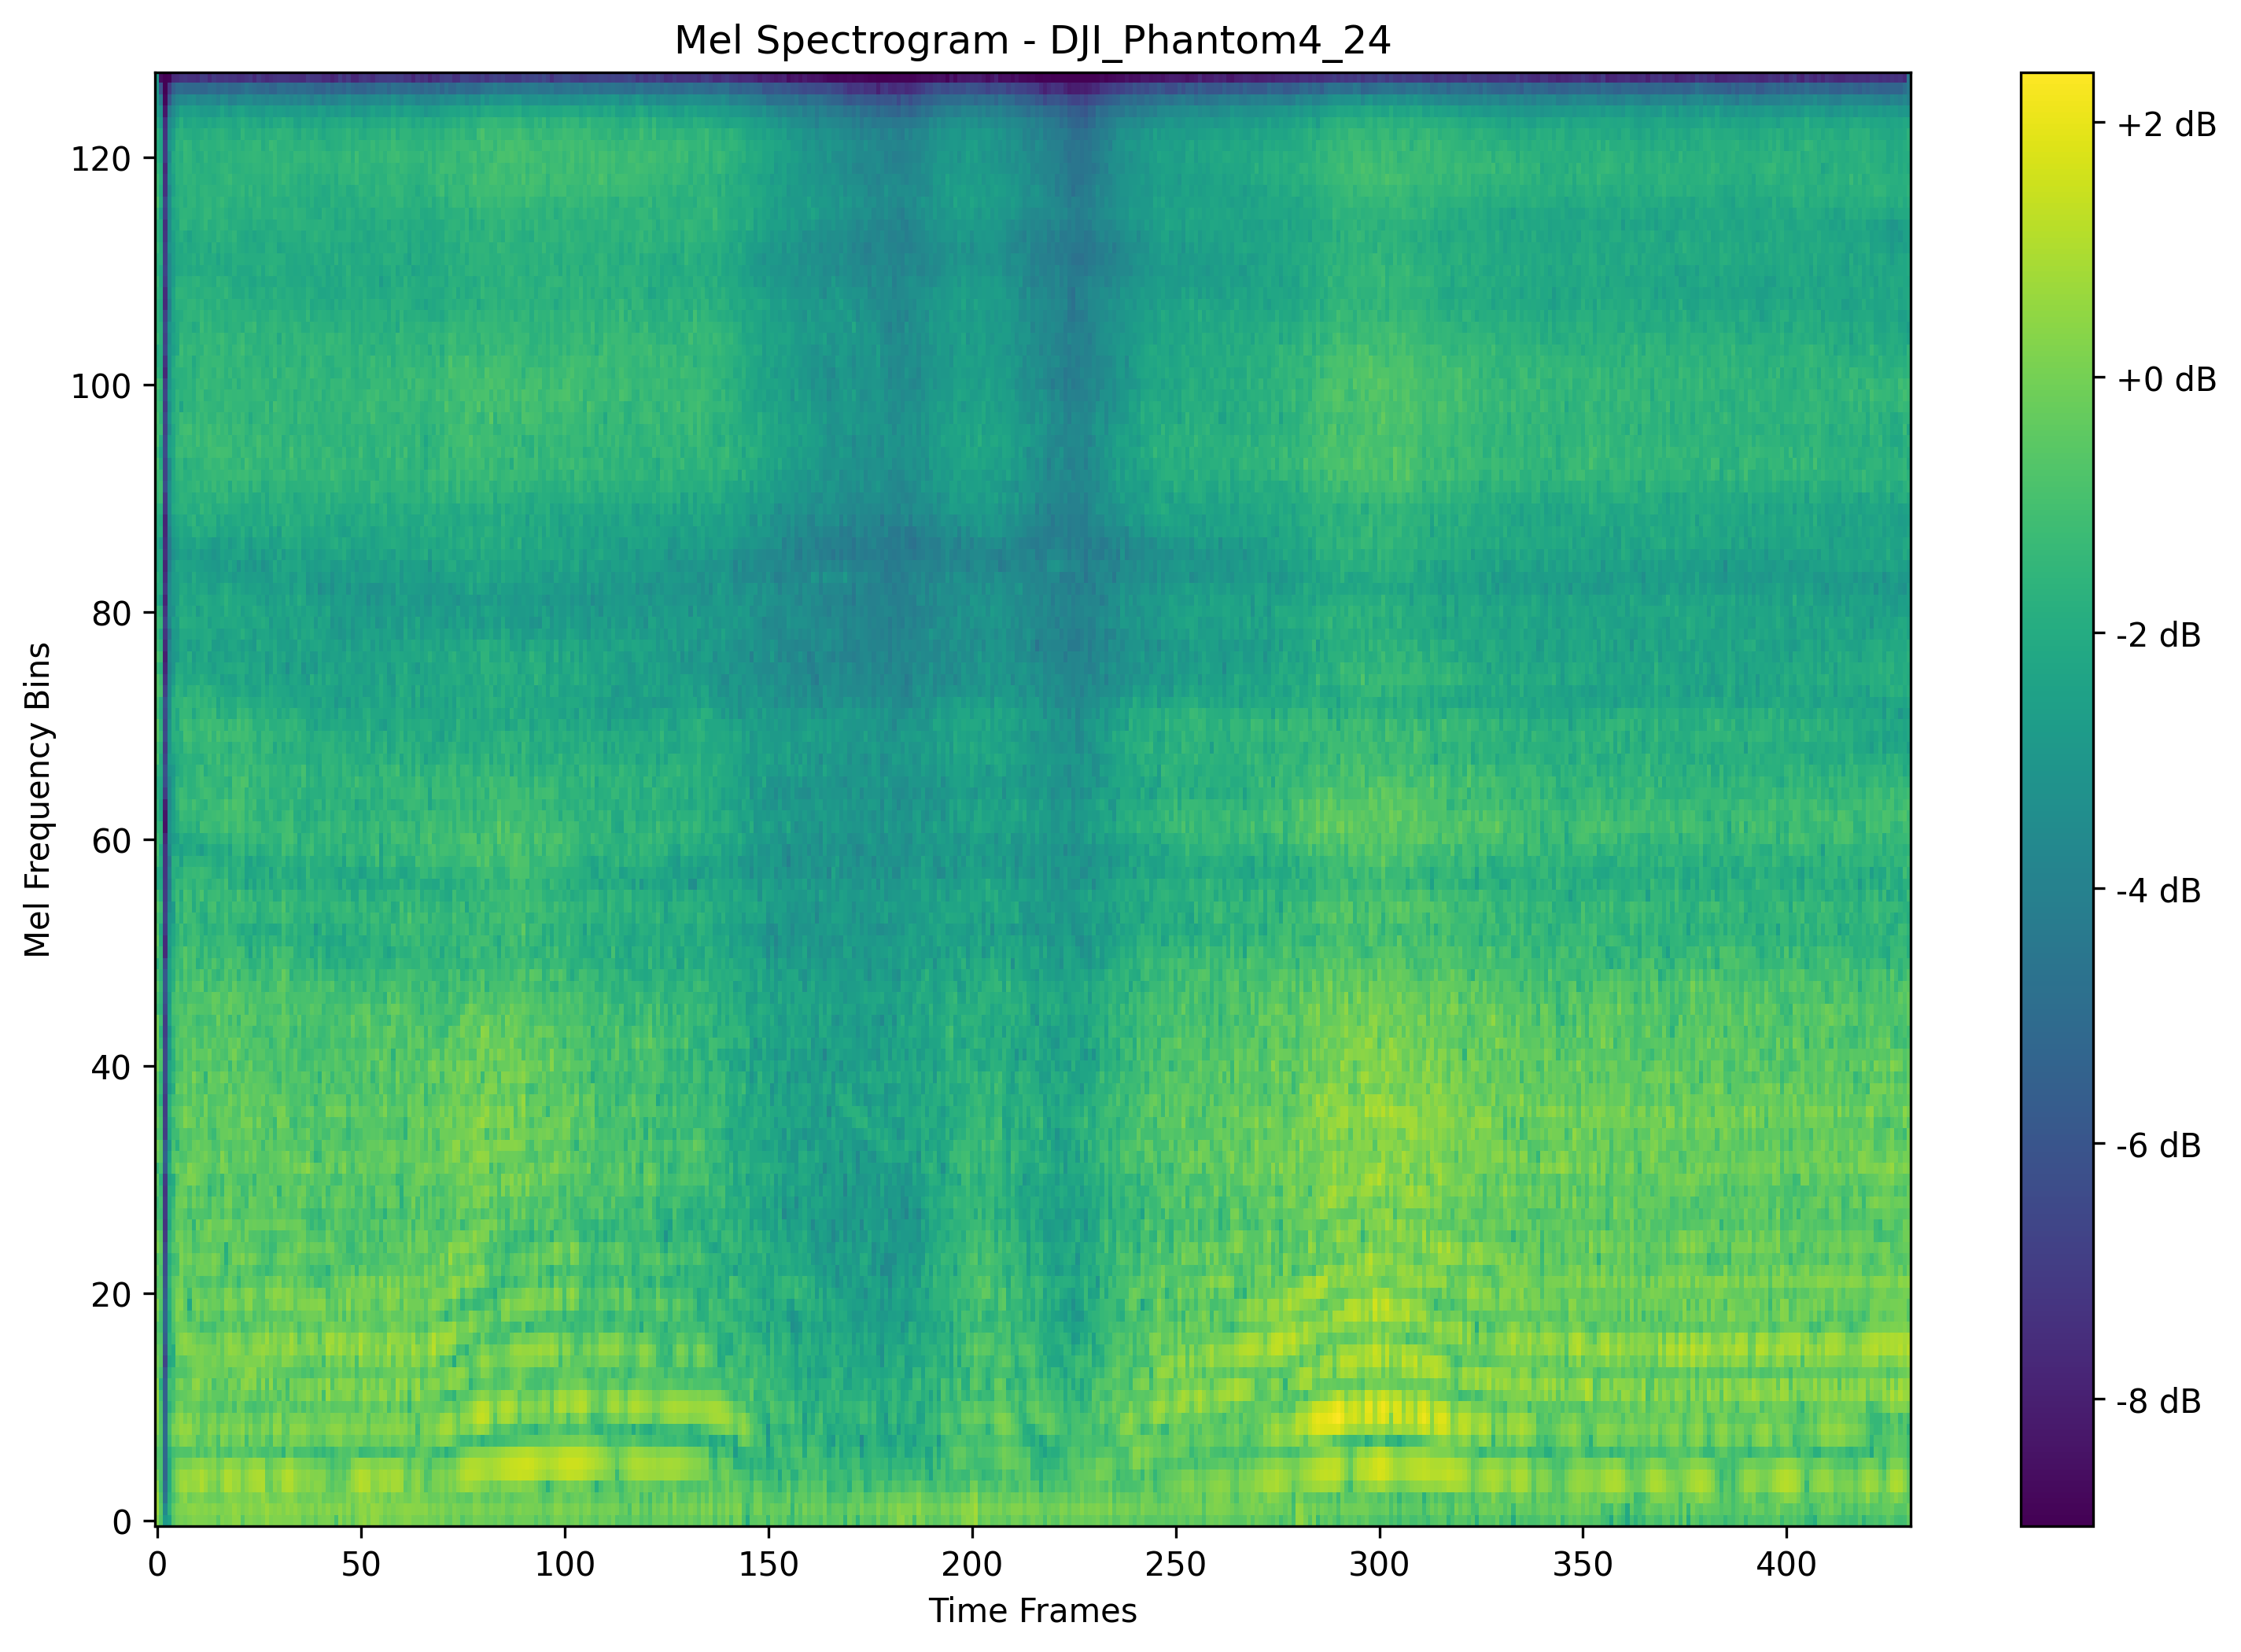 Mel Spectrogram - DJI_Phantom4_24
Mel Frequency Bins
120
100
80
60
40
20
0
0 50 100 150 200 250 300 350 400
Time Frames
+2 dB
+0 dB
-2 dB
-4 dB
-6 dB
-8 dB